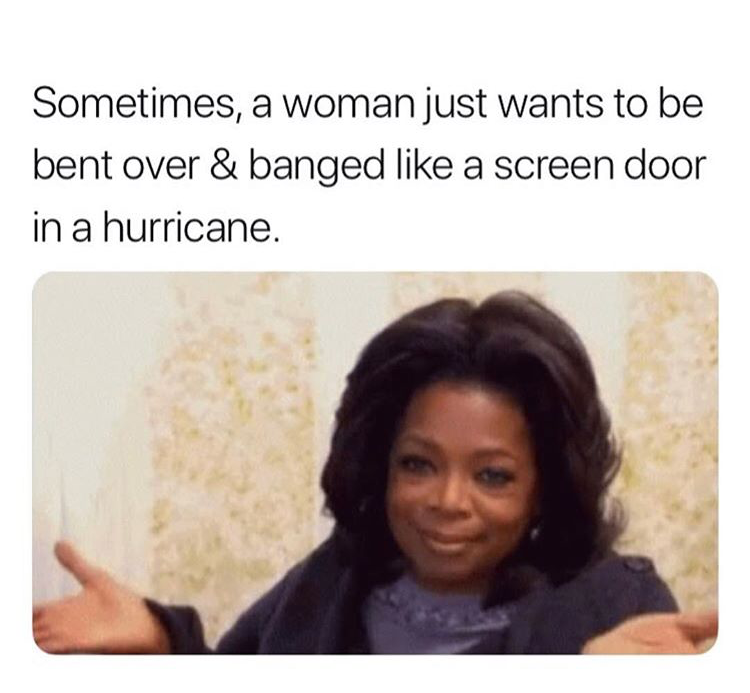 Sometimes, a woman just wants to be
bent over & banged like a screen door
in a hurricane.